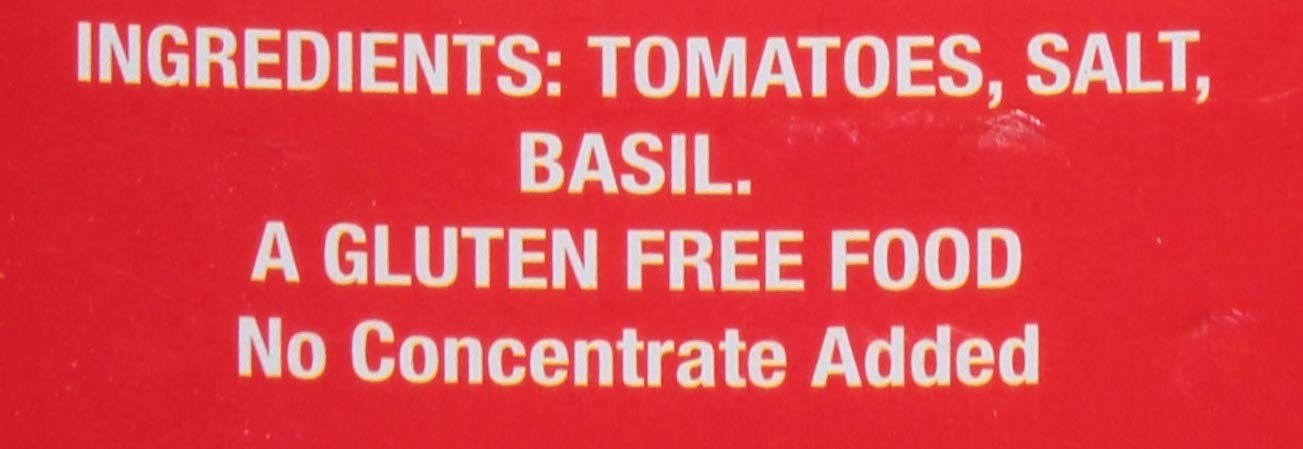 INGREDIENTS: TOMATOES, SALT,
BASIL.
A GLUTEN FREE FOOD
No Concentrate Added